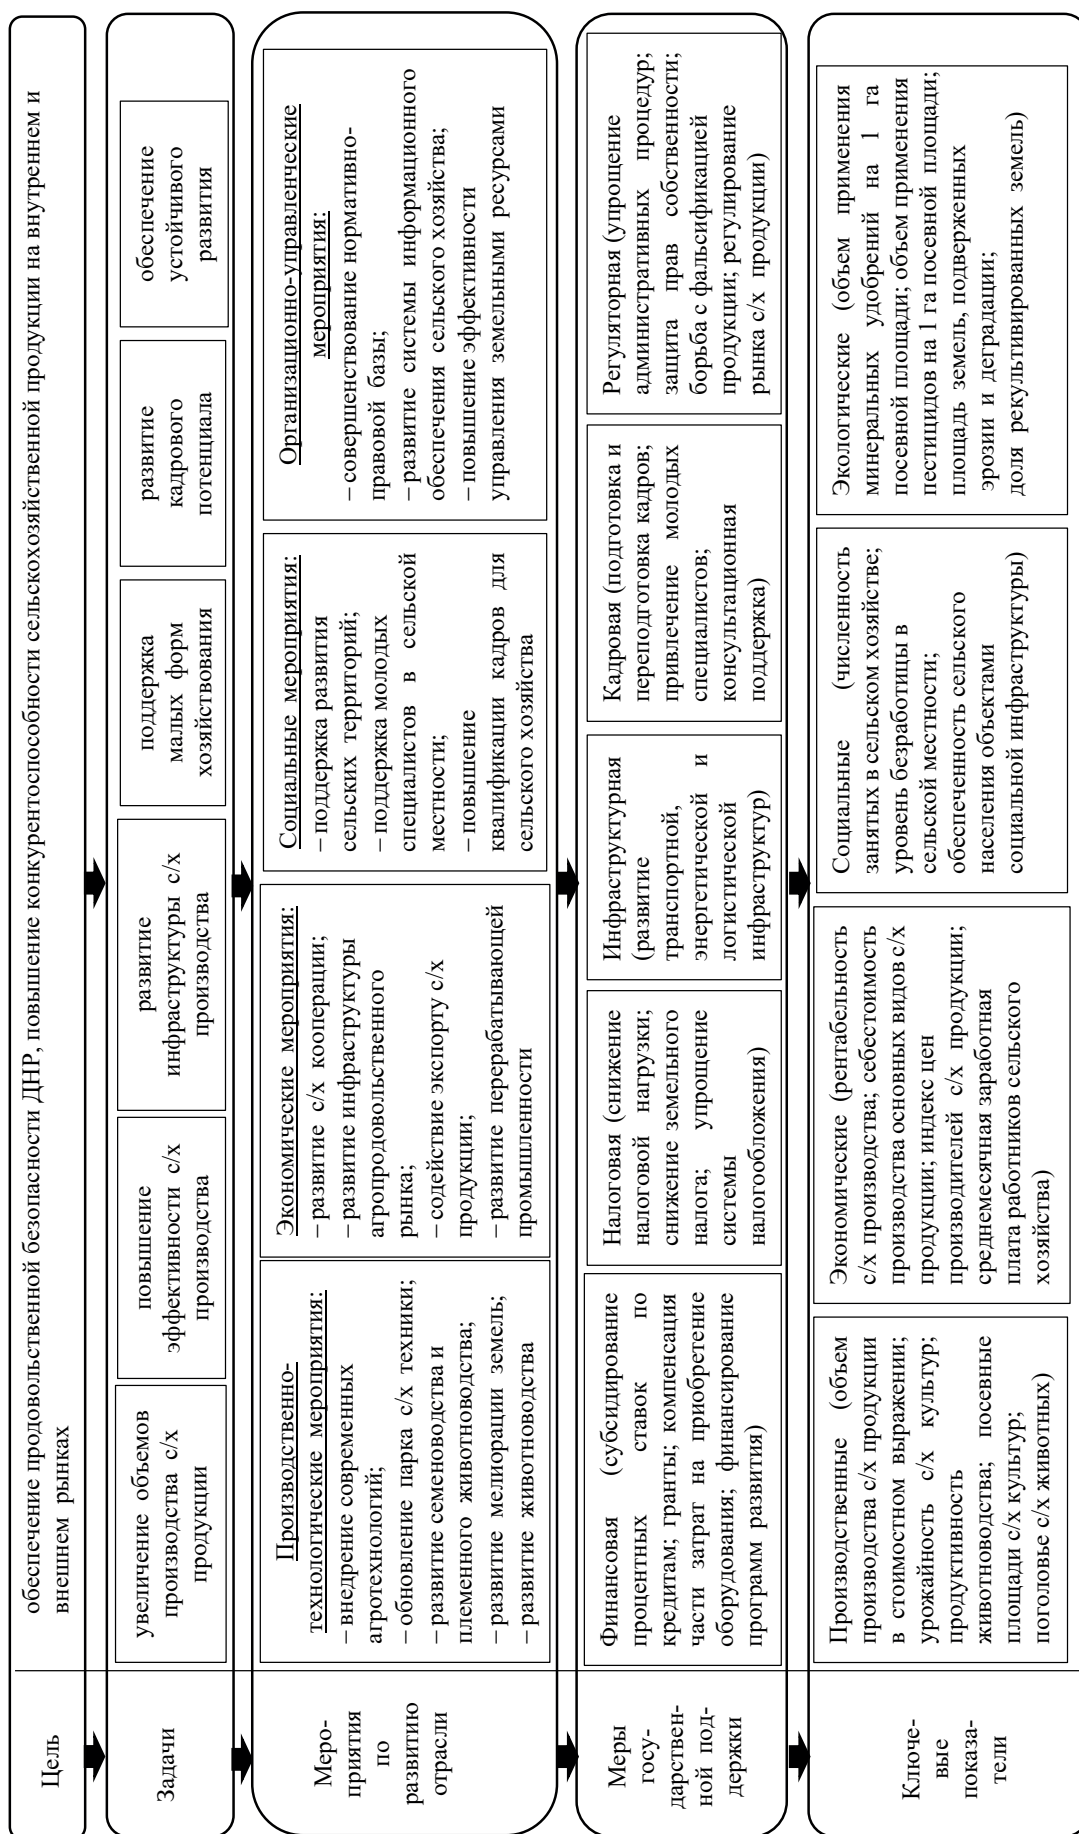 Цель
обеспечение продовольственной безопасности ДНР, повышение конкурентоспособности сельскохозяйственной продукции на внутреннем и
внешнем рынках
Задачи
увеличение объемов
производства с/х
продукции
повышение
эффективности с/х
производства
развитие
инфраструктуры с/х
производства
поддержка
малых форм
хозяйствования
развитие
кадрового
потенциала
обеспечение
устойчивого
развития
Меро-
приятия
по
развитию
отрасли
Производственно-
технологические мероприятия:
– внедрение современных
агротехнологий;
– обновление парка с/х техники;
– развитие семеноводства и
племенного животноводства;
– развитие мелиорации земель;
– развитие животноводства
Экономические мероприятия:
– развитие с/х кооперации;
– развитие инфраструктуры
агропродовольственного
рынка;
– содействие экспорту с/х
продукции;
– развитие перерабатывающей
промышленности
Социальные мероприятия:
– поддержка развития
сельских территорий;
– поддержка молодых
специалистов в сельской
местности;
– повышение
квалификации кадров для
сельского хозяйства
Организационно-управленческие
мероприятия:
– совершенствование нормативно-
правовой базы;
– развитие системы информационного
обеспечения сельского хозяйства;
– повышение эффективности
управления земельными ресурсами
Меры
госу-
дарствен-
ной под-
держки
Финансовая (субсидирование
процентных ставок по
кредитам; гранты; компенсация
части затрат на приобретение
оборудования; финансирование
программ развития)
Налоговая (снижение
налоговой нагрузки;
снижение земельного
налога; упрощение
системы
налогообложения)
Инфраструктурная
(развитие
транспортной,
энергетической и
логистической
инфраструктур)
Кадровая (подготовка и
переподготовка кадров;
привлечение молодых
специалистов;
консультационная
поддержка)
Регуляторная (упрощение
административных процедур;
защита прав собственности;
борьба с фальсификацией
продукции; регулирование
рынка с/х продукции)
Ключе-
вые
показа-
тели
Производственные (объем
производства с/х продукции
в стоимостном выражении;
урожайность с/х культур;
продуктивность
животноводства; посевные
площади с/х культур;
поголовье с/х животных)
Экономические (рентабельность
с/х производства; себестоимость
производства основных видов с/х
продукции; индекс цен
производителей с/х продукции;
среднемесячная заработная
плата работников сельского
хозяйства)
Социальные (численность
занятых в сельском хозяйстве;
уровень безработицы в
сельской местности;
обеспеченность сельского
населения объектами
социальной инфраструктуры)
Экологические (объем применения
минеральных удобрений на 1 га
посевной площади; объем применения
пестицидов на 1 га посевной площади;
площадь земель, подверженных
эрозии и деградации;
доля рекультивированных земель)